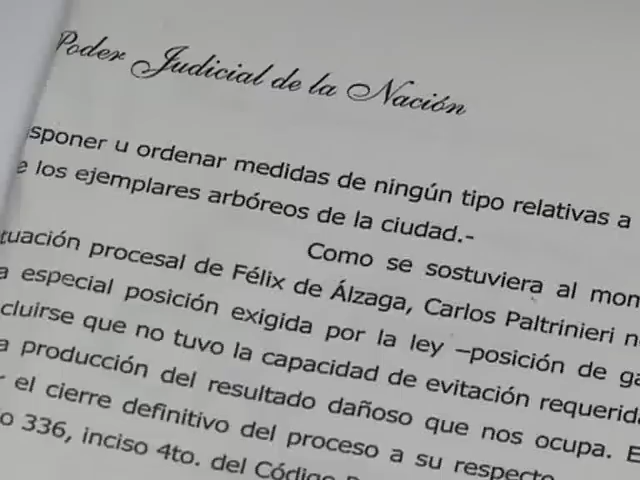 Poder Judicial de la Nación
sponer u ordenar medidas de ningún tipo relativas a
e los ejemplares arbóreos de la ciudad.-
Como se sostuviera al mom
tuación procesal de Félix de Álzaga, Carlos Paltrinieri n
a especial posición exigida por la ley –posición de ga
cluirse que no tuvo la capacidad de evitación requerida
a producción del resultado dañoso que nos ocupa. E
r el cierre definitivo del proceso a su respecto
o 336, inciso 4to. del Código